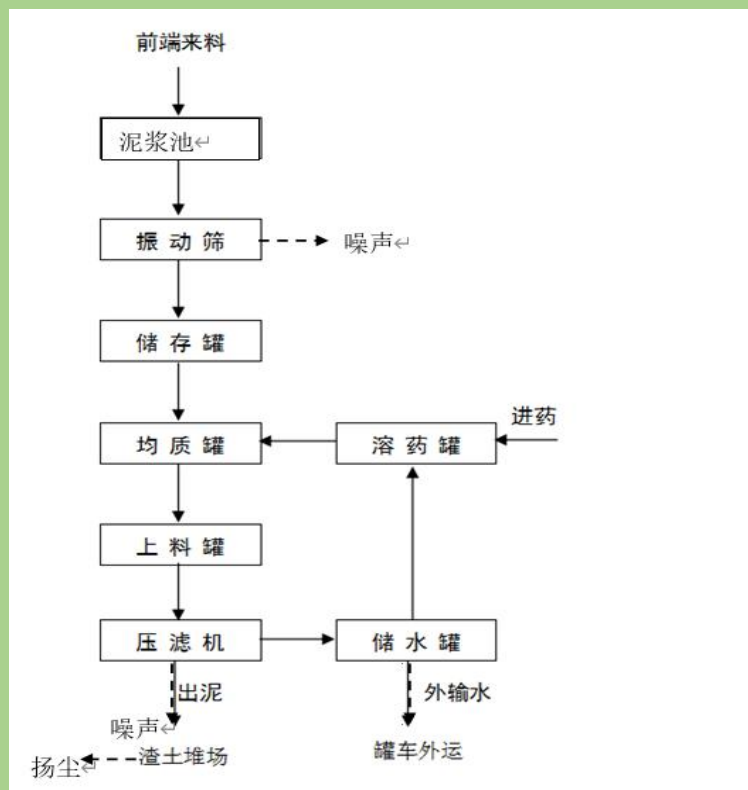 前端来料
泥浆池↵
振动筛
噪声↵
储存罐
进药
均质罐
溶药罐
上料罐
压滤机
储水罐
出泥
外输水
噪声↵
渣土堆场
罐车外运
扬尘↵